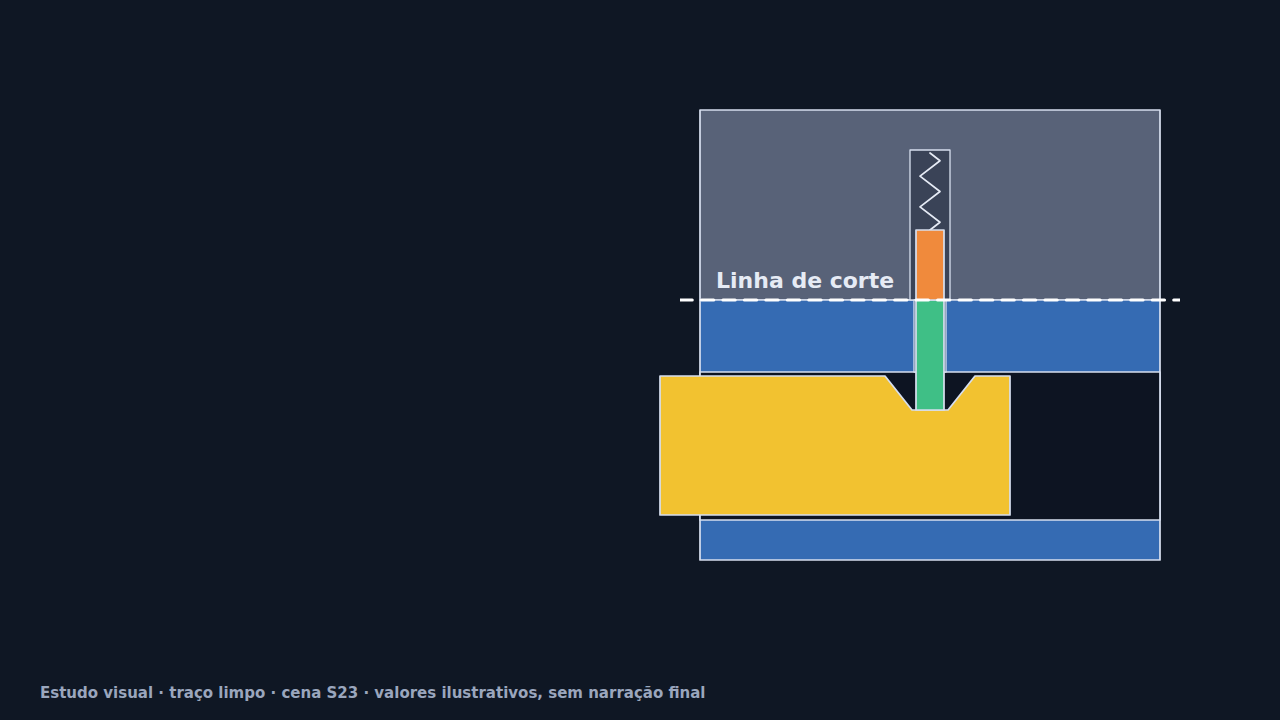 Linha de corte
Estudo visual · traço limpo · cena S23 · valores ilustrativos, sem narração final